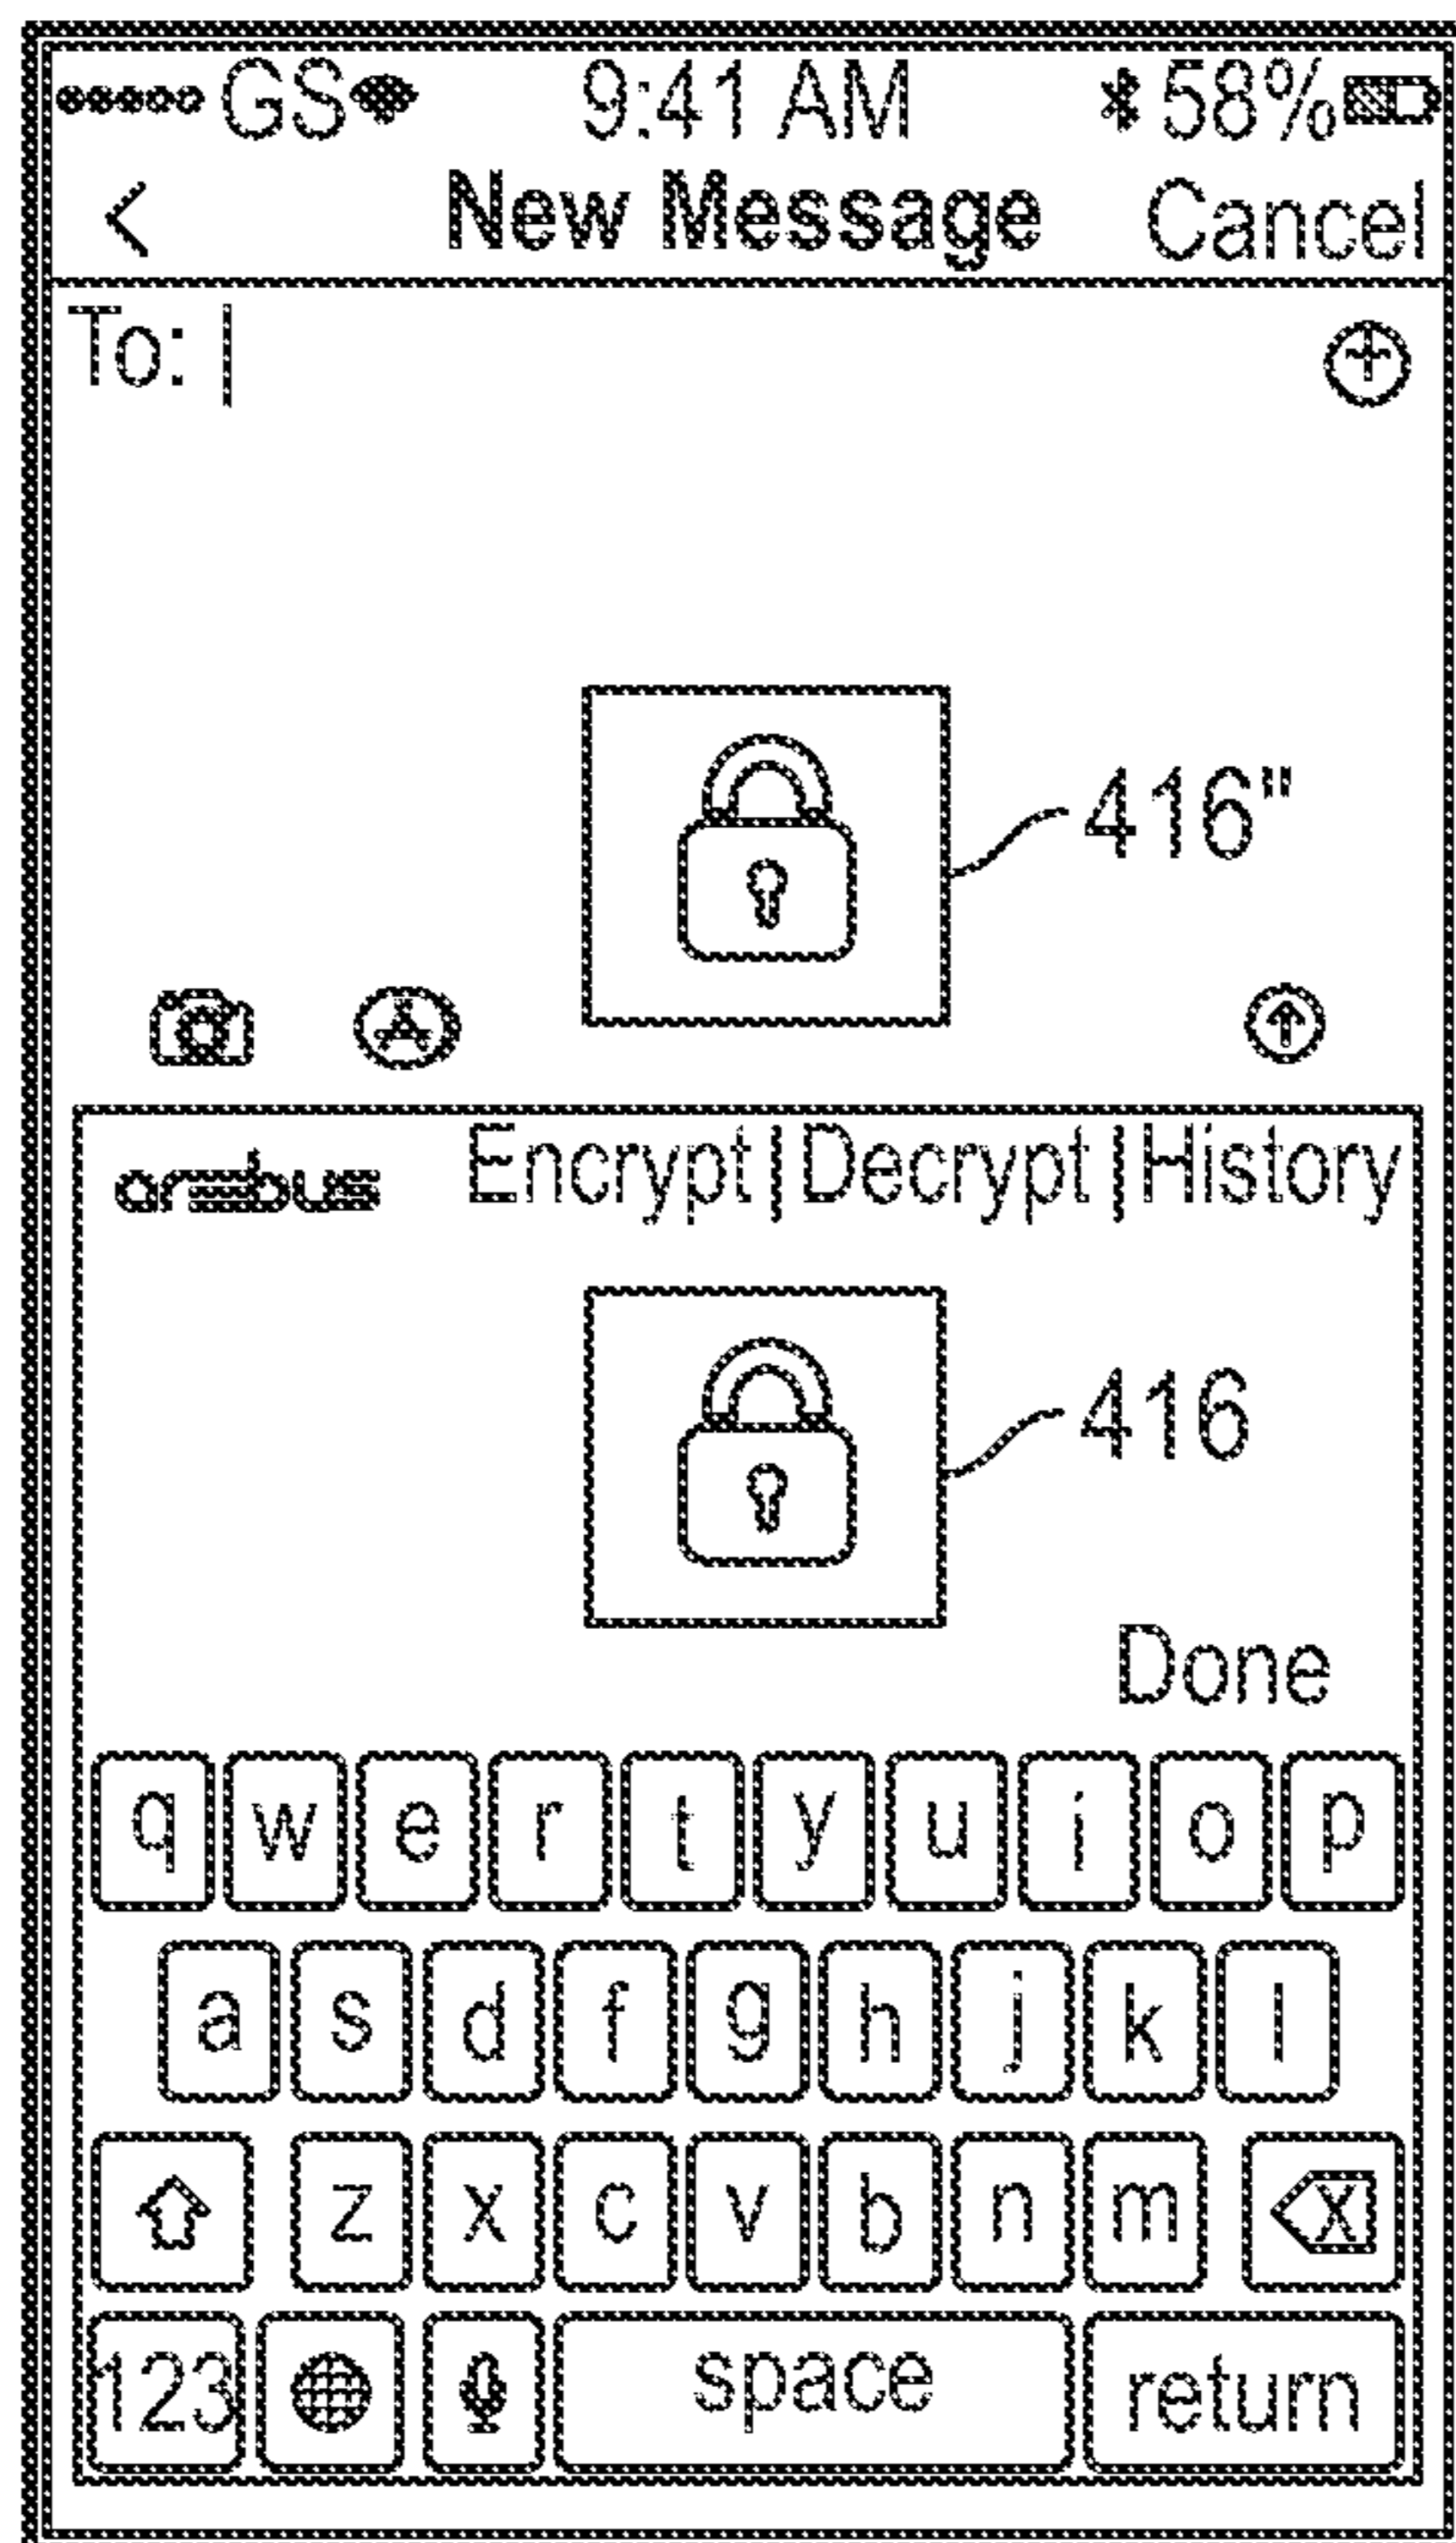 GS 9:41 AM 58%
< New Message Cancel
To:
416"
Encrypt|Decrypt|History
416
Done
q w e r t y u i o p
a s d f g h j k l
z x c v b n m X
123 space return